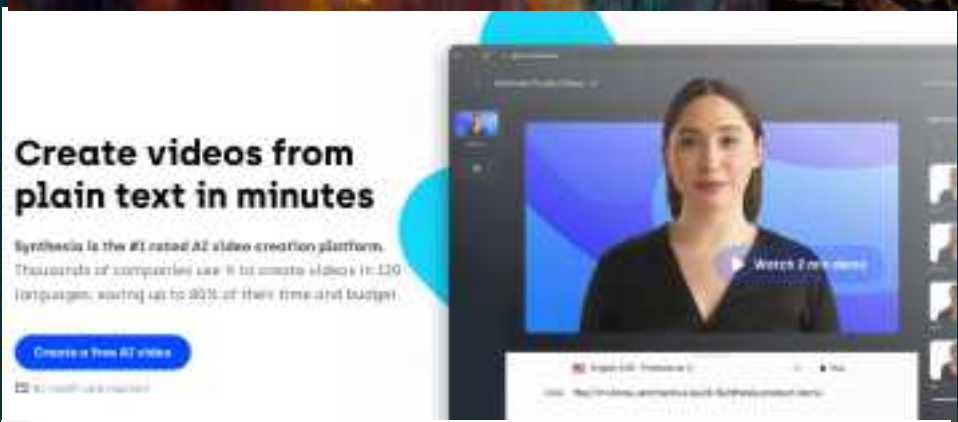 Create videos from
plain text in minutes
Synthesia is the #1 rated AI video creation platform.
Thousands of companies use it to create videos in 120
languages, saving up to 80% of their time and budget.
Create a free AI video
Watch 2 min demo
English (US) -